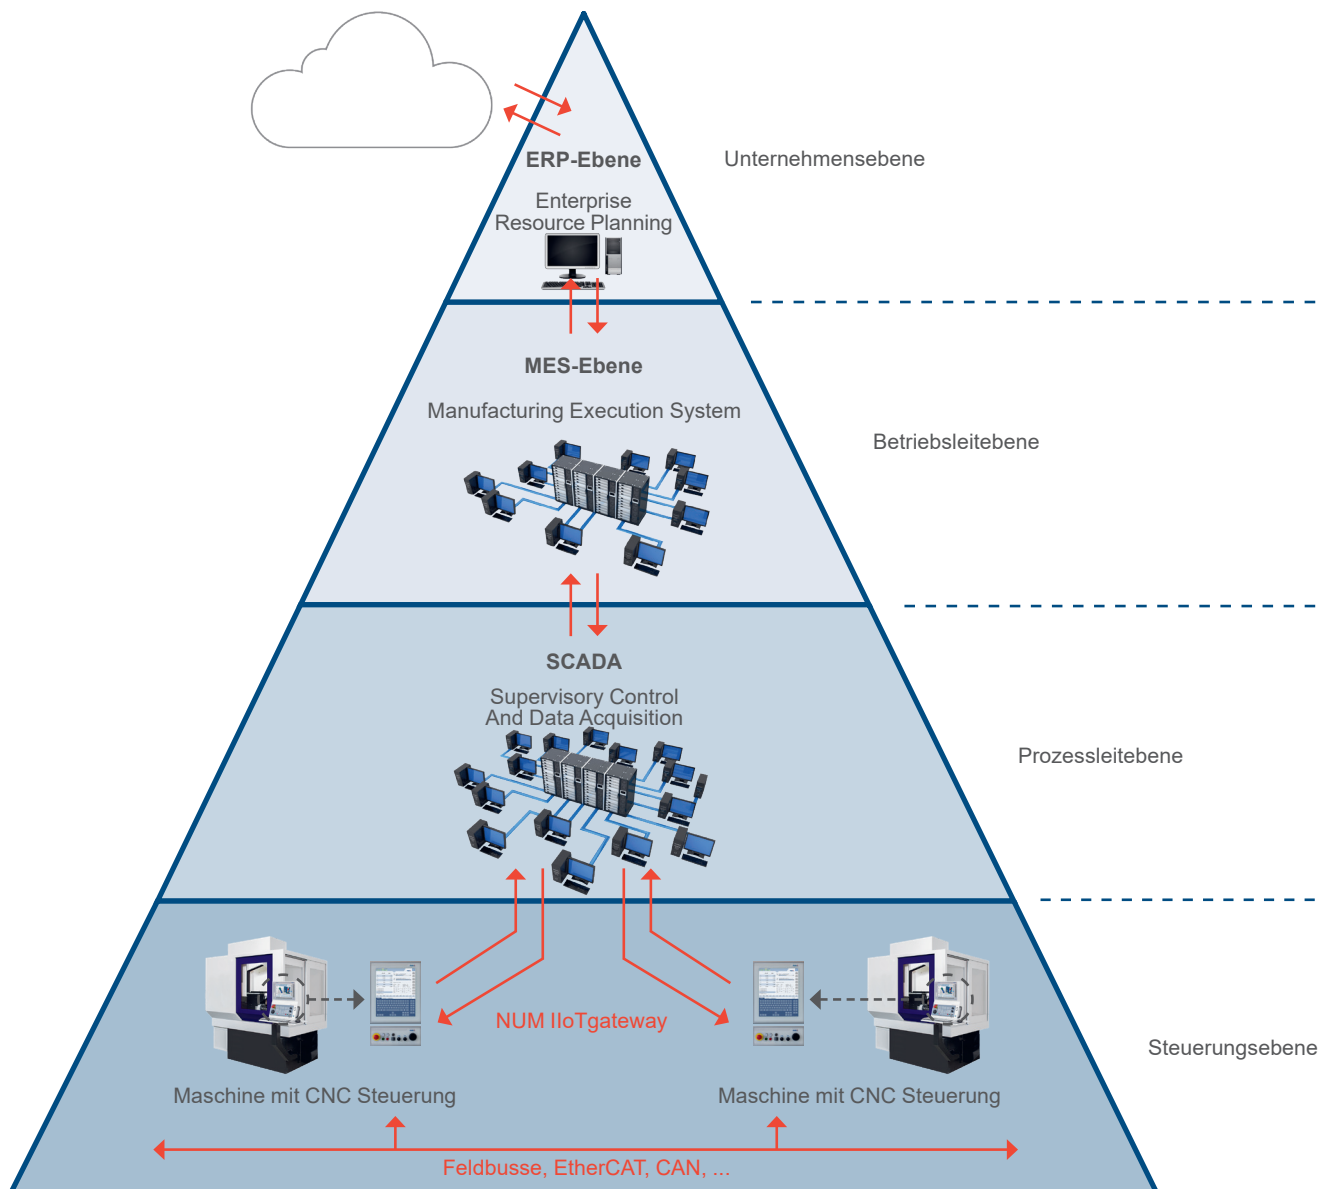 ERP-Ebene
Unternehmensebene
Enterprise
Resource Planning
MES-Ebene
Manufacturing Execution System
Betriebsleitebene
SCADA
Supervisory Control
And Data Acquisition
Prozessleitebene
NUM IIoTgateway
Steuerungsebene
Maschine mit CNC Steuerung
Maschine mit CNC Steuerung
Feldbusse, EtherCAT, CAN, ...